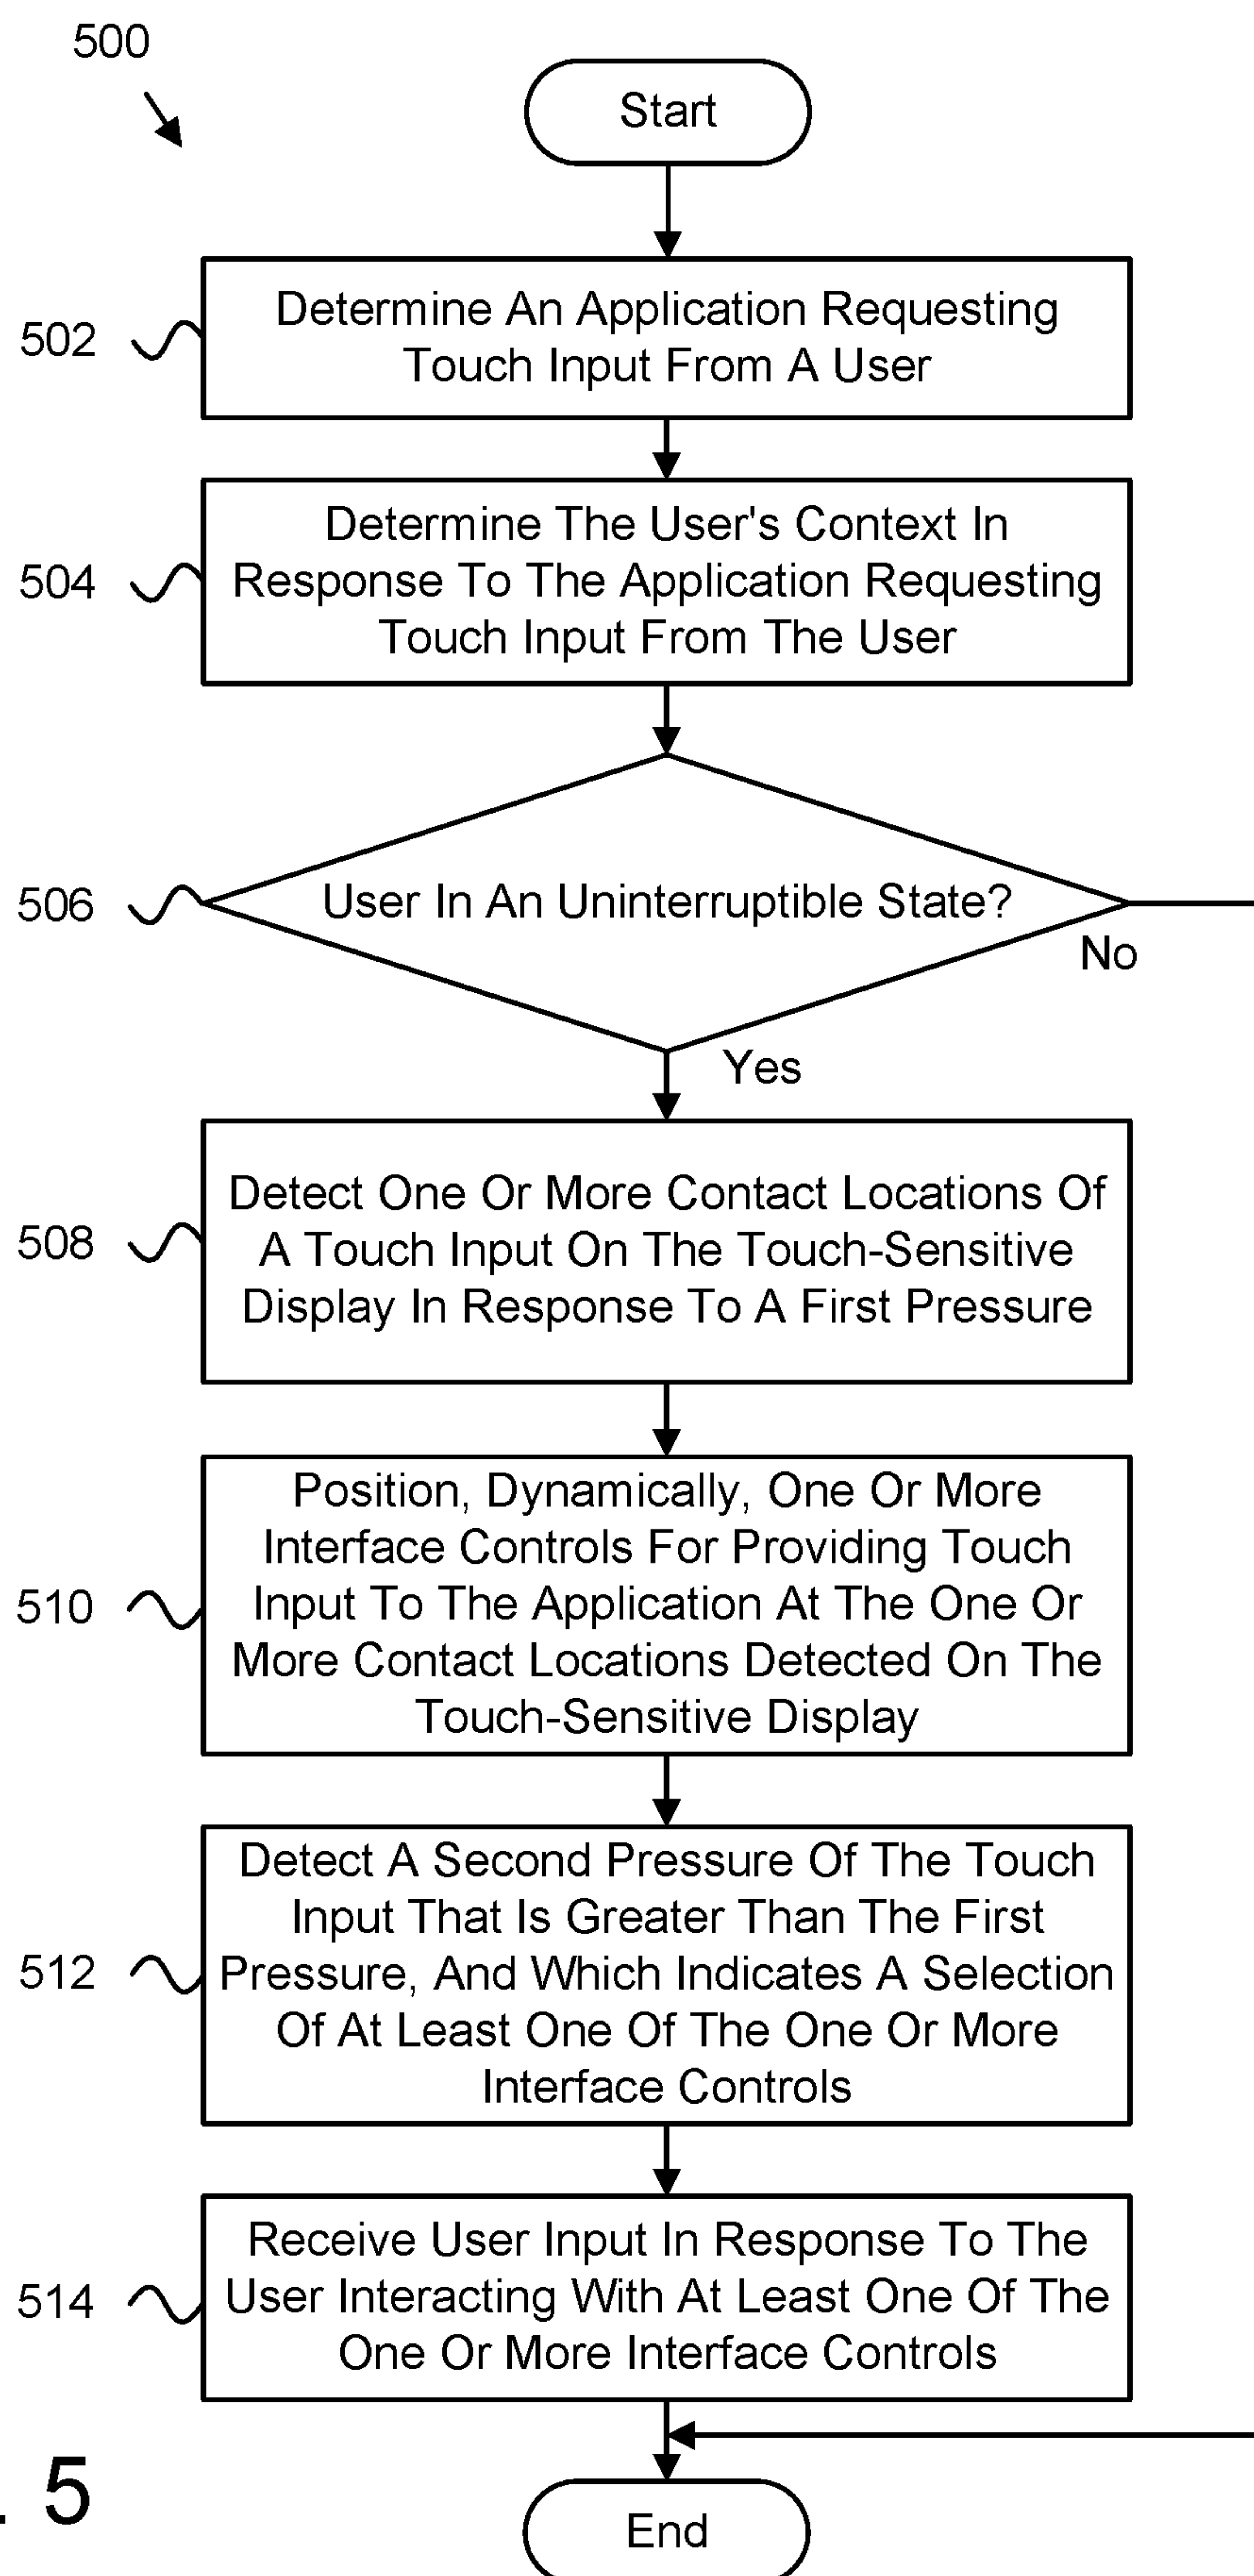 500
Start
502
Determine An Application Requesting
Touch Input From A User
504
Determine The User's Context In
Response To The Application Requesting
Touch Input From The User
506
User In An Uninterruptible State?
No
Yes
508
Detect One Or More Contact Locations Of
A Touch Input On The Touch-Sensitive
Display In Response To A First Pressure
510
Position, Dynamically, One Or More
Interface Controls For Providing Touch
Input To The Application At The One Or
More Contact Locations Detected On The
Touch-Sensitive Display
512
Detect A Second Pressure Of The Touch
Input That Is Greater Than The First
Pressure, And Which Indicates A Selection
Of At Least One Of The One Or More
Interface Controls
514
Receive User Input In Response To The
User Interacting With At Least One Of The
One Or More Interface Controls
. 5
End